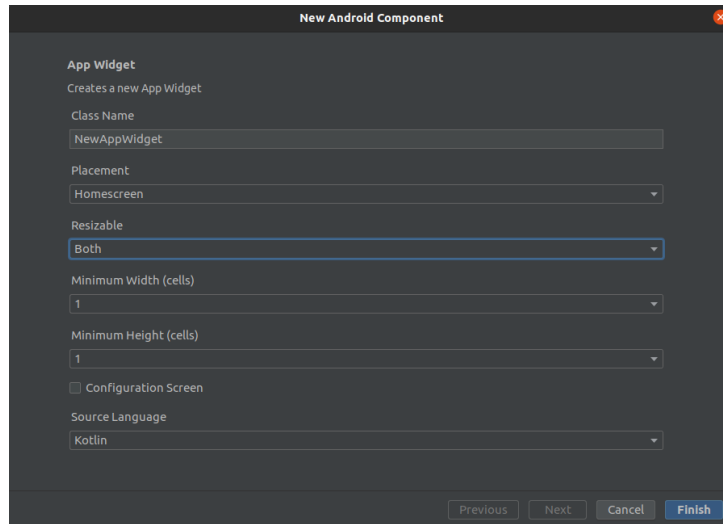 New Android Component
App Widget
Creates a new App Widget
Class Name
NewAppWidget
Placement
Homescreen
Resizable
Both
Minimum Width (cells)
1
Minimum Height (cells)
1
Configuration Screen
Source Language
Kotlin
Previous Next Cancel Finish